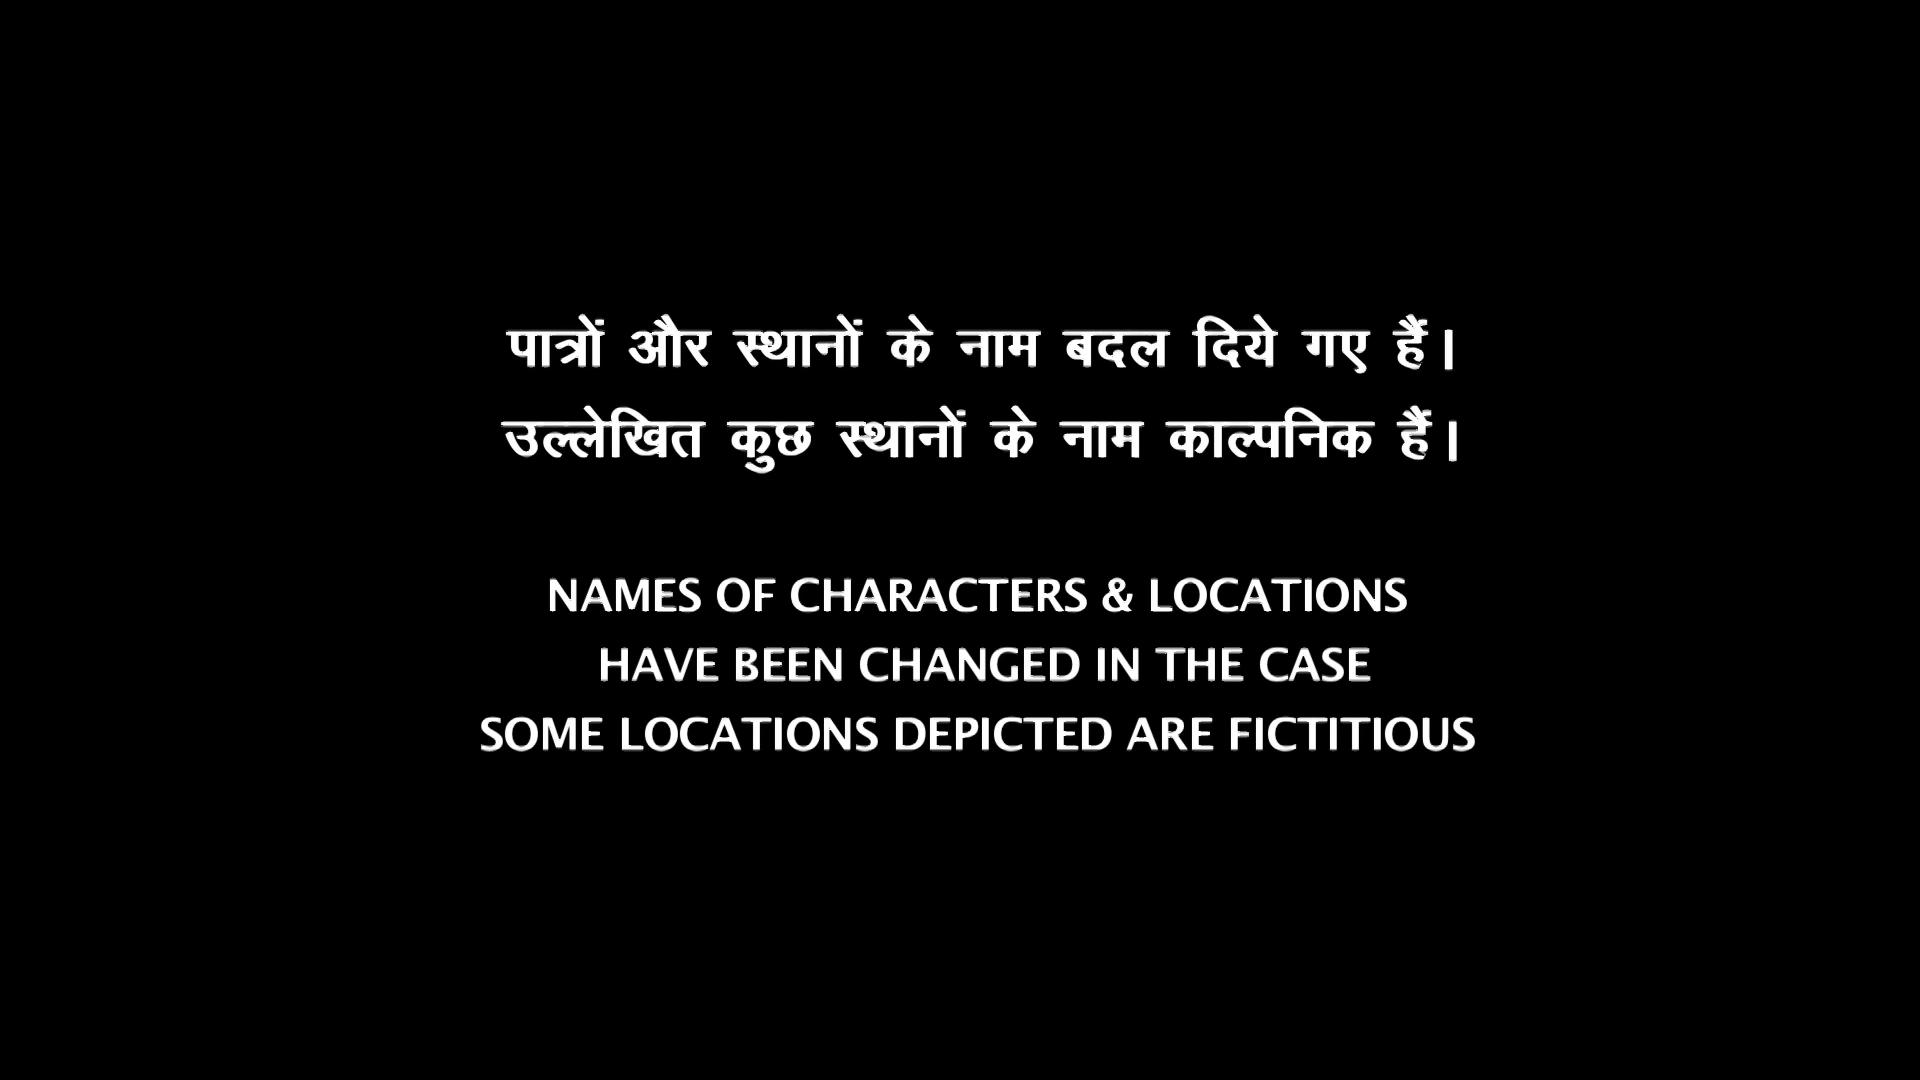 पात्रों और स्थानों के नाम बदल दिये गए हैं।
उल्लेखित कुछ स्थानों के नाम काल्पनिक हैं।
NAMES OF CHARACTERS & LOCATIONS
HAVE BEEN CHANGED IN THE CASE
SOME LOCATIONS DEPICTED ARE FICTITIOUS